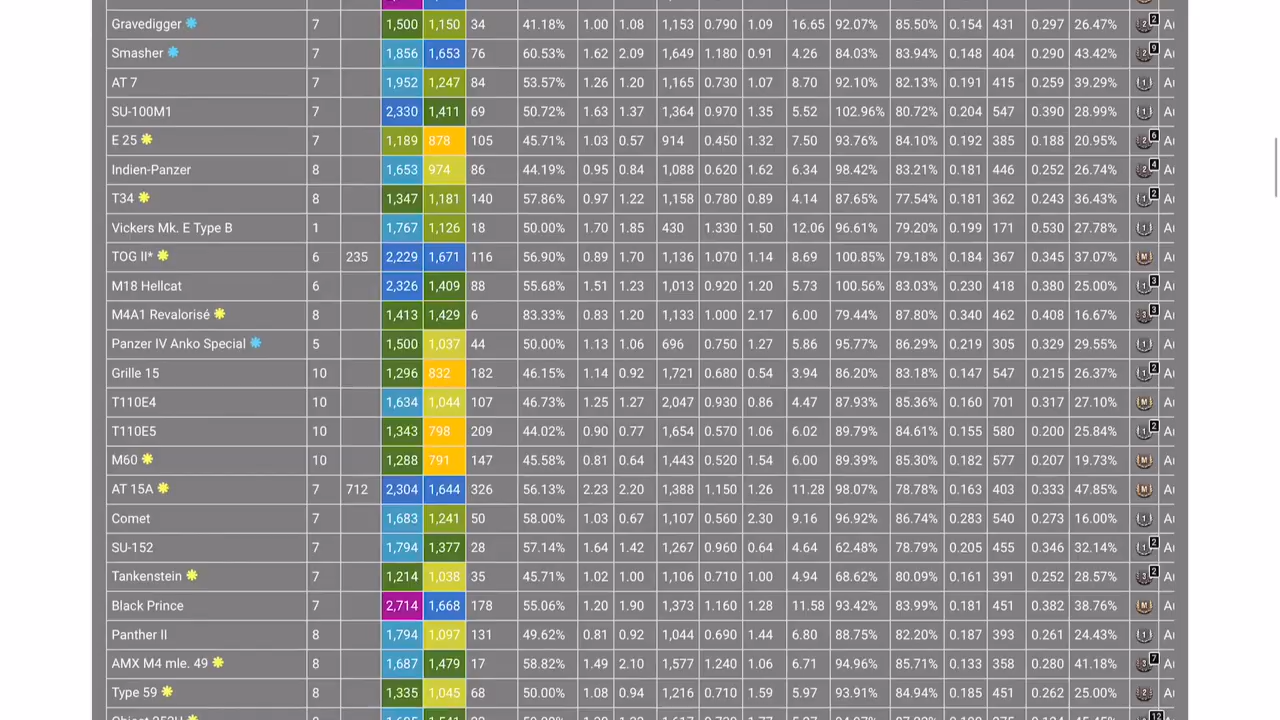 Gravedigger 7 1,500 1,150 34 41.18% 1.00 1.08 1,153 0.790 1.09 16.65 92.07% 85.50% 0.154 431 0.297 26.47% 2
Smasher 7 1,856 1,653 76 60.53% 1.62 2.09 1,649 1.180 0.91 4.26 84.03% 83.94% 0.148 404 0.290 43.42% 9
AT 7 7 1,952 1,247 84 53.57% 1.26 1.20 1,165 0.730 1.07 8.70 92.10% 82.13% 0.191 415 0.259 39.29%
SU-100M1 7 2,330 1,411 69 50.72% 1.63 1.37 1,364 0.970 1.35 5.52 102.96% 80.72% 0.204 547 0.390 28.99%
E 25 7 1,189 878 105 45.71% 1.03 0.57 914 0.450 1.32 7.50 93.76% 84.10% 0.192 385 0.188 20.95% 6
Indien-Panzer 8 1,653 974 86 44.19% 0.95 0.84 1,088 0.620 1.62 6.34 98.42% 83.21% 0.181 446 0.252 26.74% 4
T34 8 1,347 1,181 140 57.86% 0.97 1.22 1,158 0.780 0.89 4.14 87.65% 77.54% 0.181 362 0.243 36.43% 2
Vickers Mk. E Type B 1 1,767 1,126 18 50.00% 1.70 1.85 430 1.330 1.50 12.06 96.61% 79.20% 0.199 171 0.530 27.78%
TOG II* 6 235 2,229 1,671 116 56.90% 0.89 1.70 1,136 1.070 1.14 8.69 100.85% 79.18% 0.184 367 0.345 37.07% M
M18 Hellcat 6 2,326 1,409 88 55.68% 1.51 1.23 1,013 0.920 1.20 5.73 100.56% 83.03% 0.230 418 0.380 25.00% 3
M4A1 Revalorisé 8 1,413 1,429 6 83.33% 0.83 1.20 1,133 1.000 2.17 6.00 79.44% 87.80% 0.340 462 0.408 16.67% 3
Panzer IV Anko Special 5 1,500 1,037 44 50.00% 1.13 1.06 696 0.750 1.27 5.86 95.77% 86.29% 0.219 305 0.329 29.55%
Grille 15 10 1,296 832 182 46.15% 1.14 0.92 1,721 0.680 0.54 3.94 86.20% 83.18% 0.147 547 0.215 26.37% 2
T110E4 10 1,634 1,044 107 46.73% 1.25 1.27 2,047 0.930 0.86 4.47 87.93% 85.36% 0.160 701 0.317 27.10% M
T110E5 10 1,343 798 209 44.02% 0.90 0.77 1,654 0.570 1.06 6.02 89.79% 84.61% 0.155 580 0.200 25.84% 2
M60 10 1,288 791 147 45.58% 0.81 0.64 1,443 0.520 1.54 6.00 89.39% 85.30% 0.182 577 0.207 19.73% M
AT 15A 7 712 2,304 1,644 326 56.13% 2.23 2.20 1,388 1.150 1.26 11.28 98.07% 78.78% 0.163 403 0.333 47.85% M
Comet 7 1,683 1,241 50 58.00% 1.03 0.67 1,107 0.560 2.30 9.16 96.92% 86.74% 0.283 540 0.273 16.00%
SU-152 7 1,794 1,377 28 57.14% 1.64 1.42 1,267 0.960 0.64 4.64 62.48% 78.79% 0.205 455 0.346 32.14% 2
Tankenstein 7 1,214 1,038 35 45.71% 1.02 1.00 1,106 0.710 1.00 4.94 68.62% 80.09% 0.161 391 0.252 28.57% 2
Black Prince 7 2,714 1,668 178 55.06% 1.20 1.90 1,373 1.160 1.28 11.58 93.42% 83.99% 0.181 451 0.382 38.76% M
Panther II 8 1,794 1,097 131 49.62% 0.81 0.92 1,044 0.690 1.44 6.80 88.75% 82.20% 0.187 393 0.261 24.43%
AMX M4 mle. 49 8 1,687 1,479 17 58.82% 1.49 2.10 1,577 1.240 1.06 6.71 94.96% 85.71% 0.133 358 0.280 41.18% 7
Type 59 8 1,335 1,045 68 50.00% 1.08 0.94 1,216 0.710 1.59 5.97 93.91% 84.94% 0.185 451 0.262 25.00%